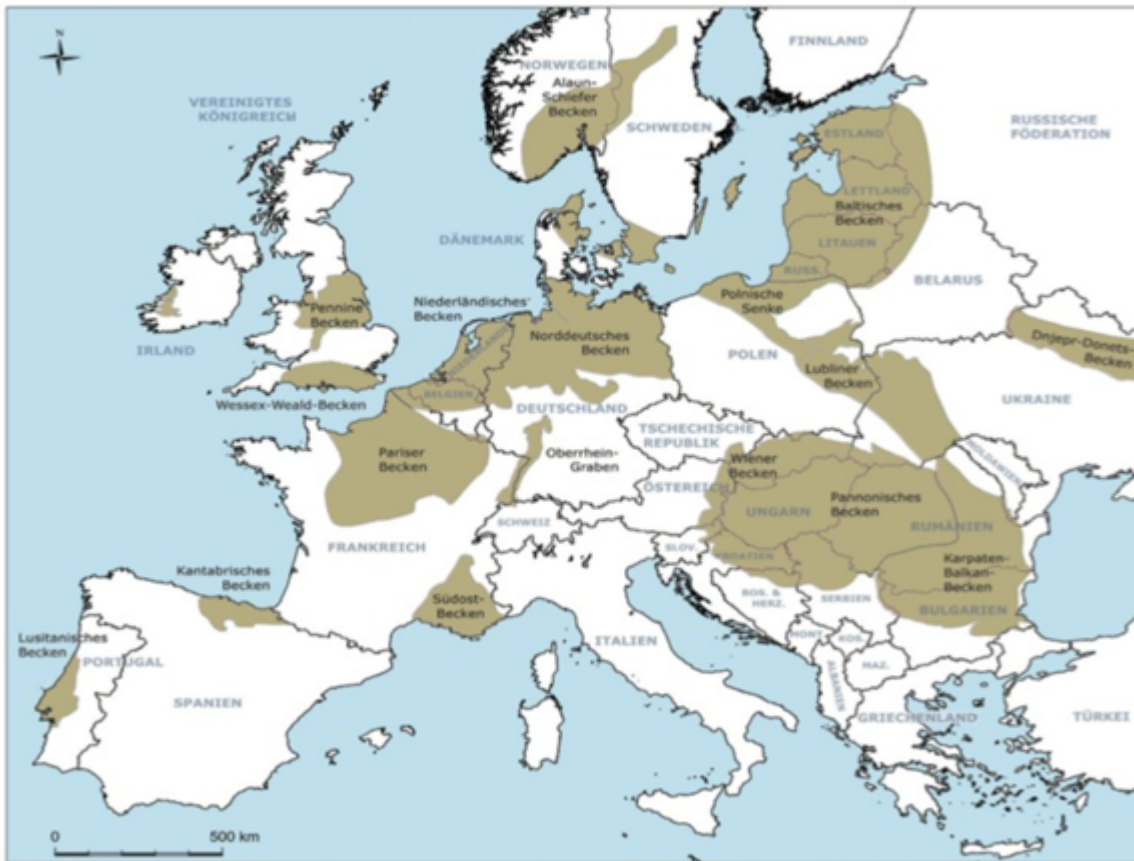 N
FINNLAND
NORWEGEN
Alaun-
Schiefer
Becken
VEREINIGTES
KÖNIGREICH
SCHWEDEN
ESTLAND
RUSSISCHE
FÖDERATION
LETTLAND
Baltisches
Becken
DÄNEMARK
LITAUEN
RUSS.
BELARUS
Pennine
Becken
Niederländisches
Becken
Polnische
Senke
Norddeutsches
Becken
IRLAND
POLEN
Dnjepr-Donets-
Becken
Lubliner
Becken
BELGIEN
Wessex-Weald-Becken
DEUTSCHLAND
UKRAINE
TSCHECHISCHE
REPUBLIK
Pariser
Becken
Oberrhein-
Graben
Wiener
Becken
MOLDAWIEN
ÖSTEREICH
Pannonisches
Becken
UNGARN
SCHWEIZ
RUMÄNIEN
FRANKREICH
SLOV.
KROATIEN
Karpaten-
Balkan-
Becken
Kantabrisches
Becken
Südost-
Becken
BOS. &
HERZ.
SERBIEN
BULGARIEN
Lusitanisches
Becken
ITALIEN
MONT.
KOS.
PORTUGAL
MAZ.
ALBANIEN
SPANIEN
GRIECHENLAND
TÜRKEI
0 500 km